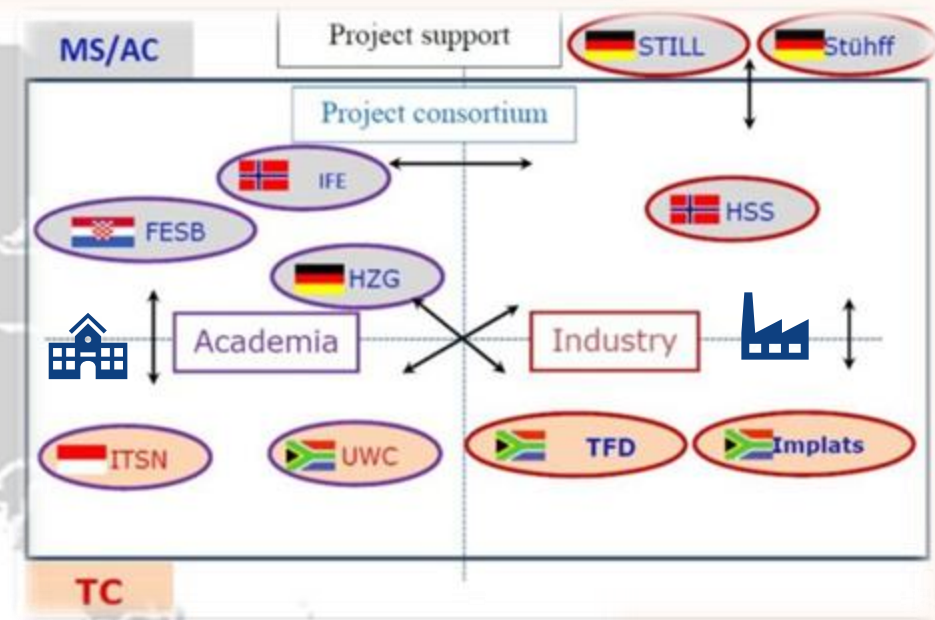 MS/AC
Project support
STILL
Stühff
Project consortium
IFE
HSS
FESB
HZG
Academia
Industry
ITSN
UWC
TFD
Implats
TC